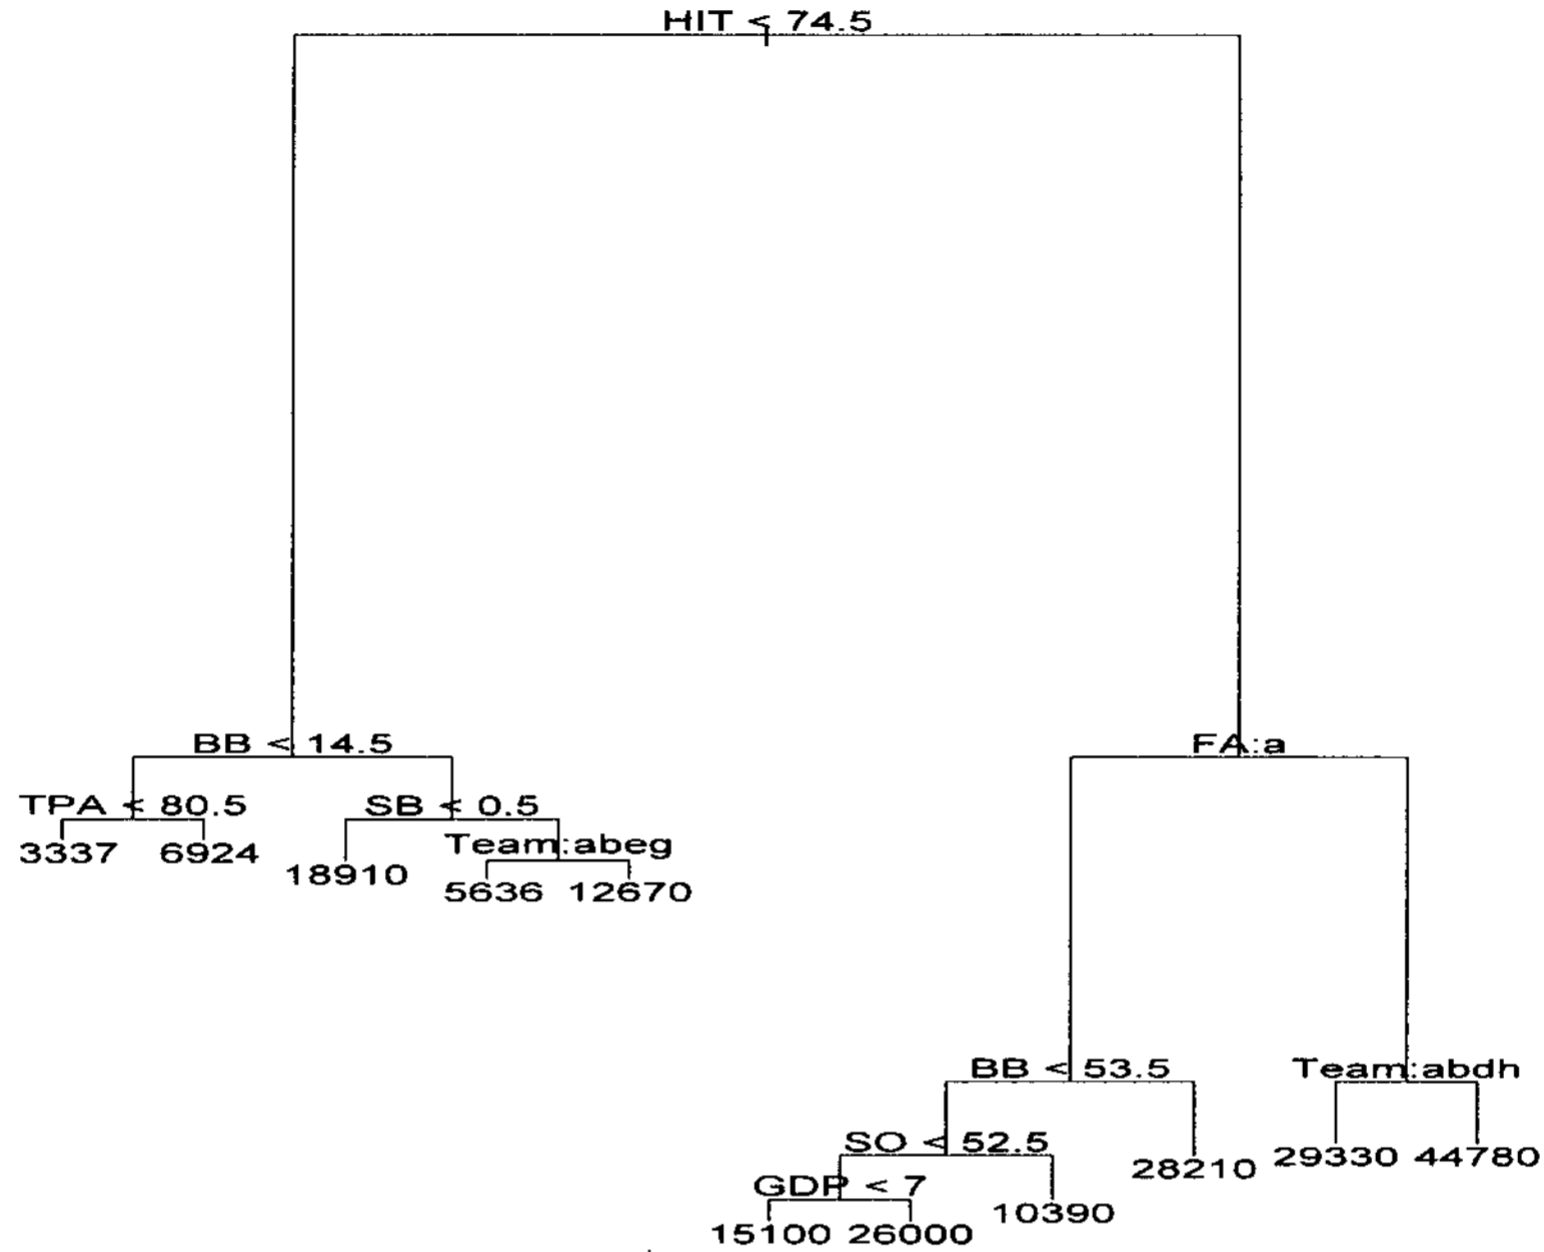 HIT < 74.5
BB < 14.5
FA:a
TPA < 80.5
SB < 0.5
Team:abeg
3337
6924
18910
5636
12670
BB < 53.5
Team:abdh
SO < 52.5
28210
29330
44780
GDP < 7
10390
15100
26000